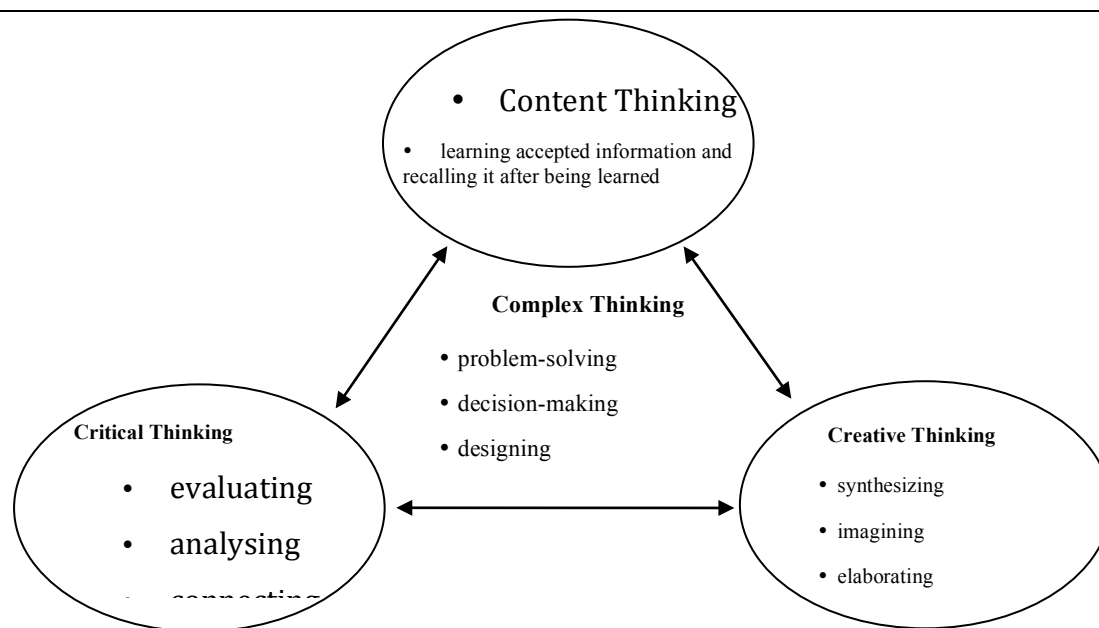 • Content Thinking
• learning accepted information and
recalling it after being learned
Complex Thinking
• problem-solving
• decision-making
• designing
Critical Thinking
• evaluating
• analysing
• connecting
Creative Thinking
• synthesizing
• imagining
• elaborating